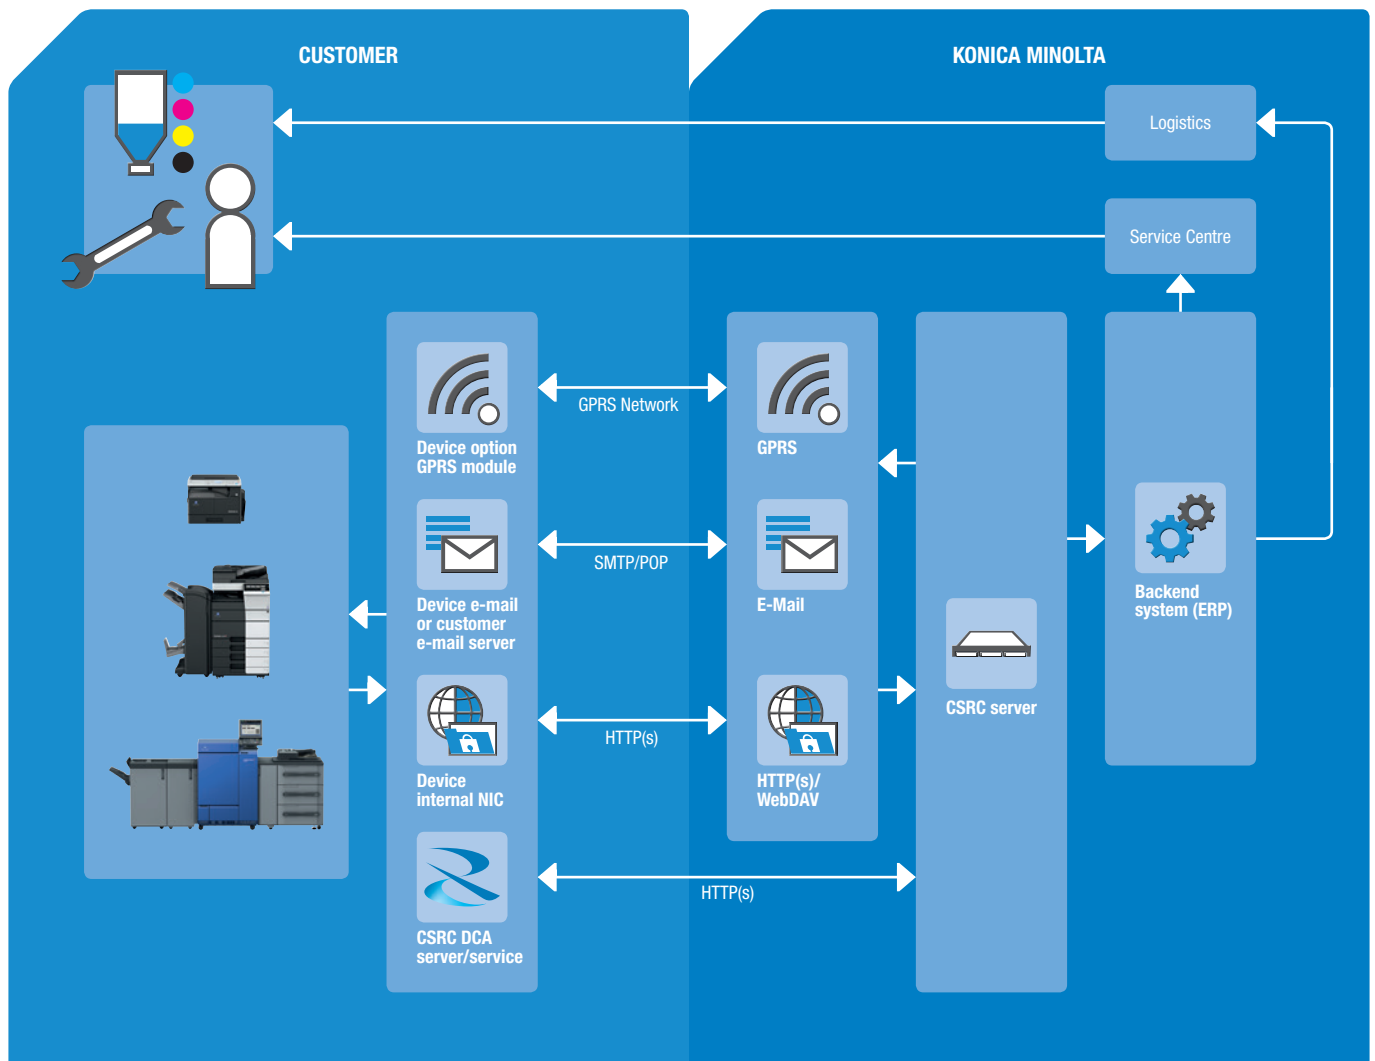 CUSTOMER
KONICA MINOLTA
Logistics
Service Centre
GPRS Network
Device option
GPRS module
GPRS
SMTP/POP
Device e-mail
or customer
e-mail server
E-Mail
Backend
system (ERP)
CSRC server
HTTP(s)
Device
internal NIC
HTTP(s)/
WebDAV
HTTP(s)
CSRC DCA
server/service